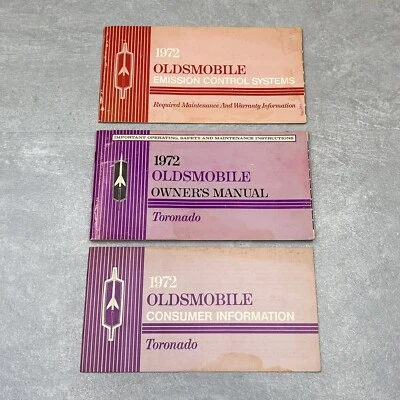 1972
OLDSMOBILE
EMISSION CONTROL SYSTEMS
Required Maintenance And Warranty Information
IMPORTANT OPERATING, SAFETY AND MAINTENANCE INSTRUCTIONS
1972
OLDSMOBILE
OWNER'S MANUAL
Toronado
1972
OLDSMOBILE
CONSUMER INFORMATION
Toronado